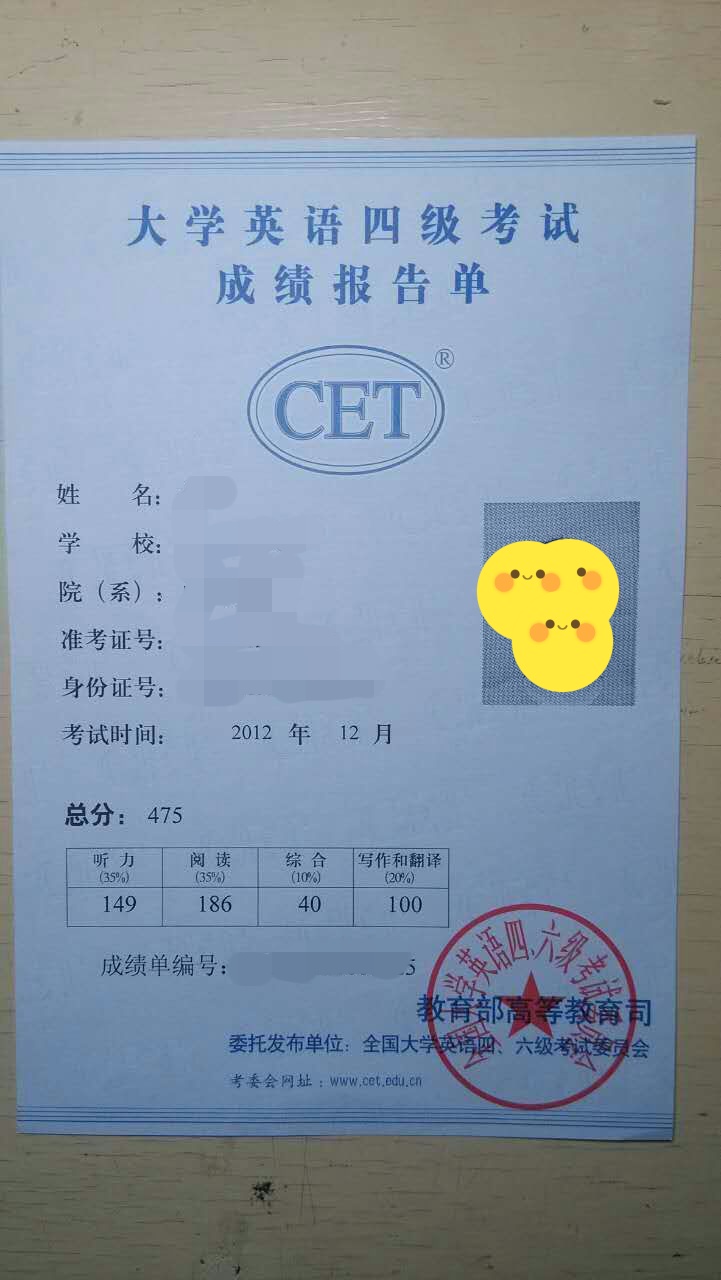 大学英语四级考试
成绩报告单
CET®
姓 名：
学 校：
院（系）：
准考证号：
身份证号：
考试时间： 2012 年 12 月
总分： 475
听 力 阅 读 综 合 写作和翻译
(35%) (35%) (10%) (20%)
149 186 40 100
成绩单编号： 5
教育部高等教育司
委托发布单位：全国大学英语四、六级考试委员会
考委会网址：www.cet.edu.cn
全国大学英语四、六级考试委员会